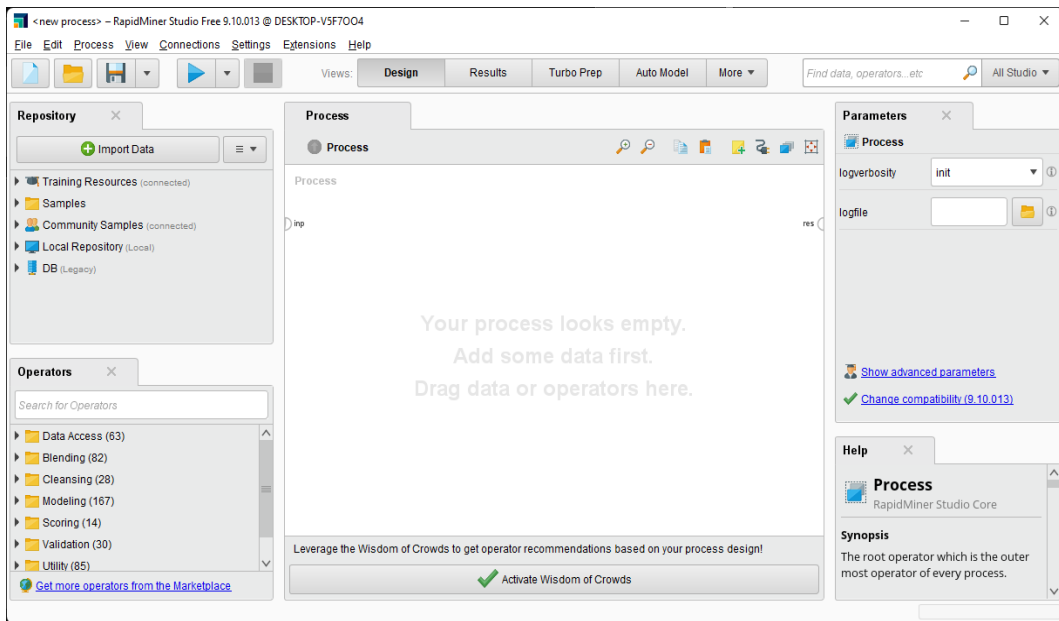 <new process> – RapidMiner Studio Free 9.10.013 @ DESKTOP-V5F7OO4
File Edit Process View Connections Settings Extensions Help
Views: Design Results Turbo Prep Auto Model More Find data, operators...etc All Studio
Repository
Import Data
Training Resources (connected)
Samples
Community Samples (connected)
Local Repository (Local)
DB (Legacy)
Operators
Search for Operators
Data Access (63)
Blending (82)
Cleansing (28)
Modeling (167)
Scoring (14)
Validation (30)
Utility (85)
Get more operators from the Marketplace
Process
Process
Process
inp res
Your process looks empty.
Add some data first.
Drag data or operators here.
Leverage the Wisdom of Crowds to get operator recommendations based on your process design!
Activate Wisdom of Crowds
Parameters
Process
logverbosity init
logfile
Show advanced parameters
Change compatibility (9.10.013)
Help
Process
RapidMiner Studio Core
Synopsis
The root operator which is the outer
most operator of every process.